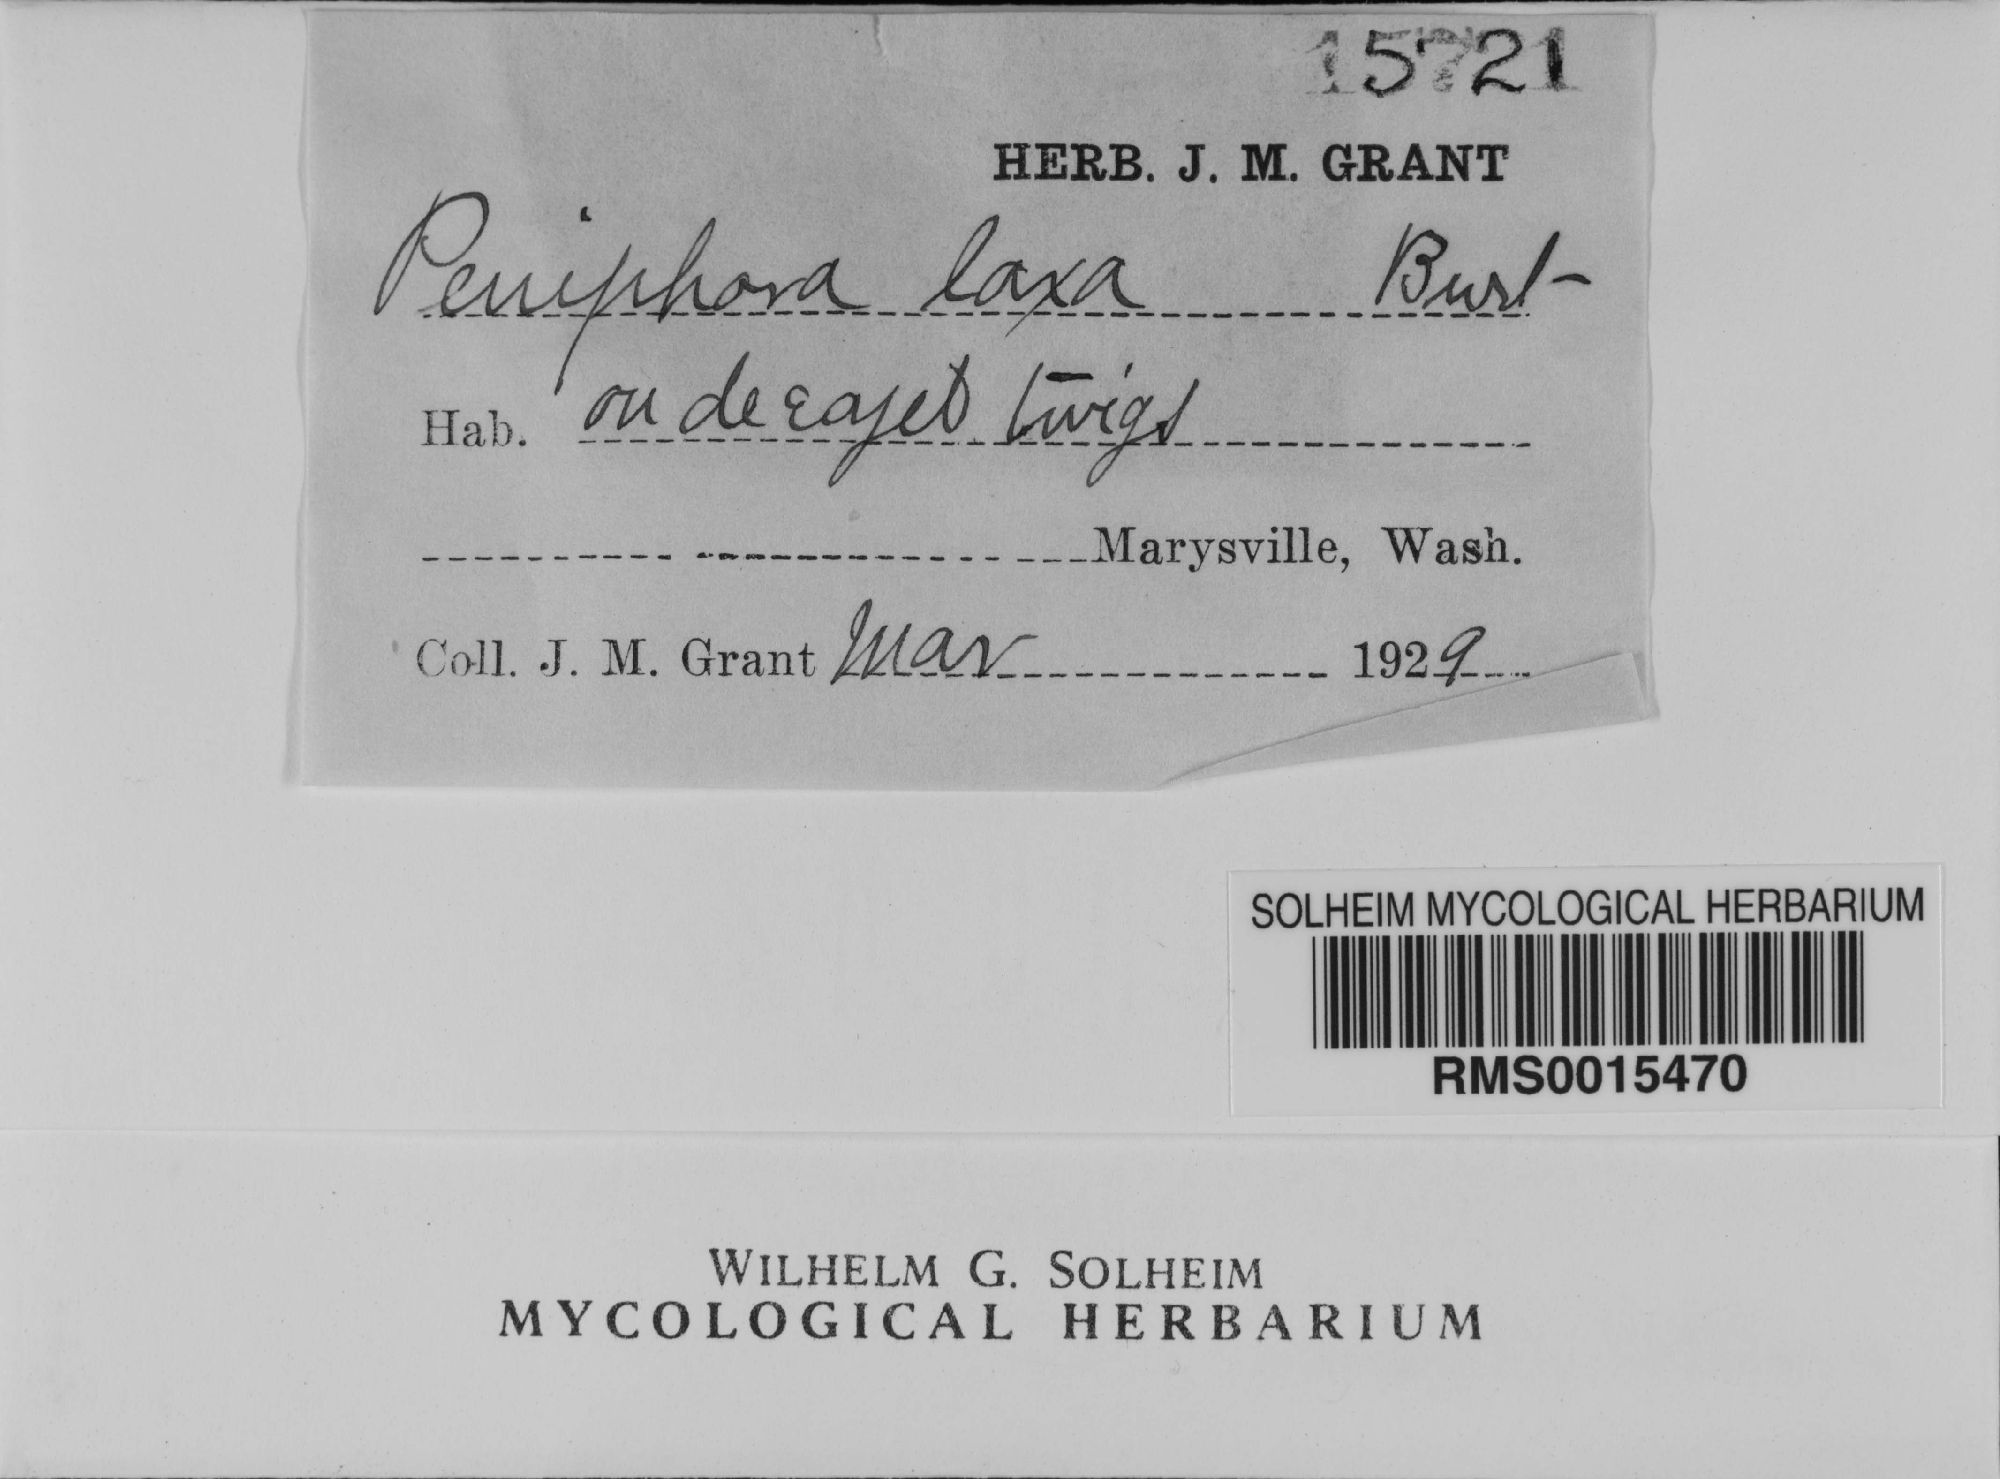 15721
HERB. J. M. GRANT
Peniphora laxa Burt
Hab. on decayed twigs
Marysville, Wash.
Coll. J. M. Grant Mar 1929
SOLHEIM MYCOLOGICAL HERBARIUM
RMS0015470
WILHELM G. SOLHEIM
MYCOLOGICAL HERBARIUM